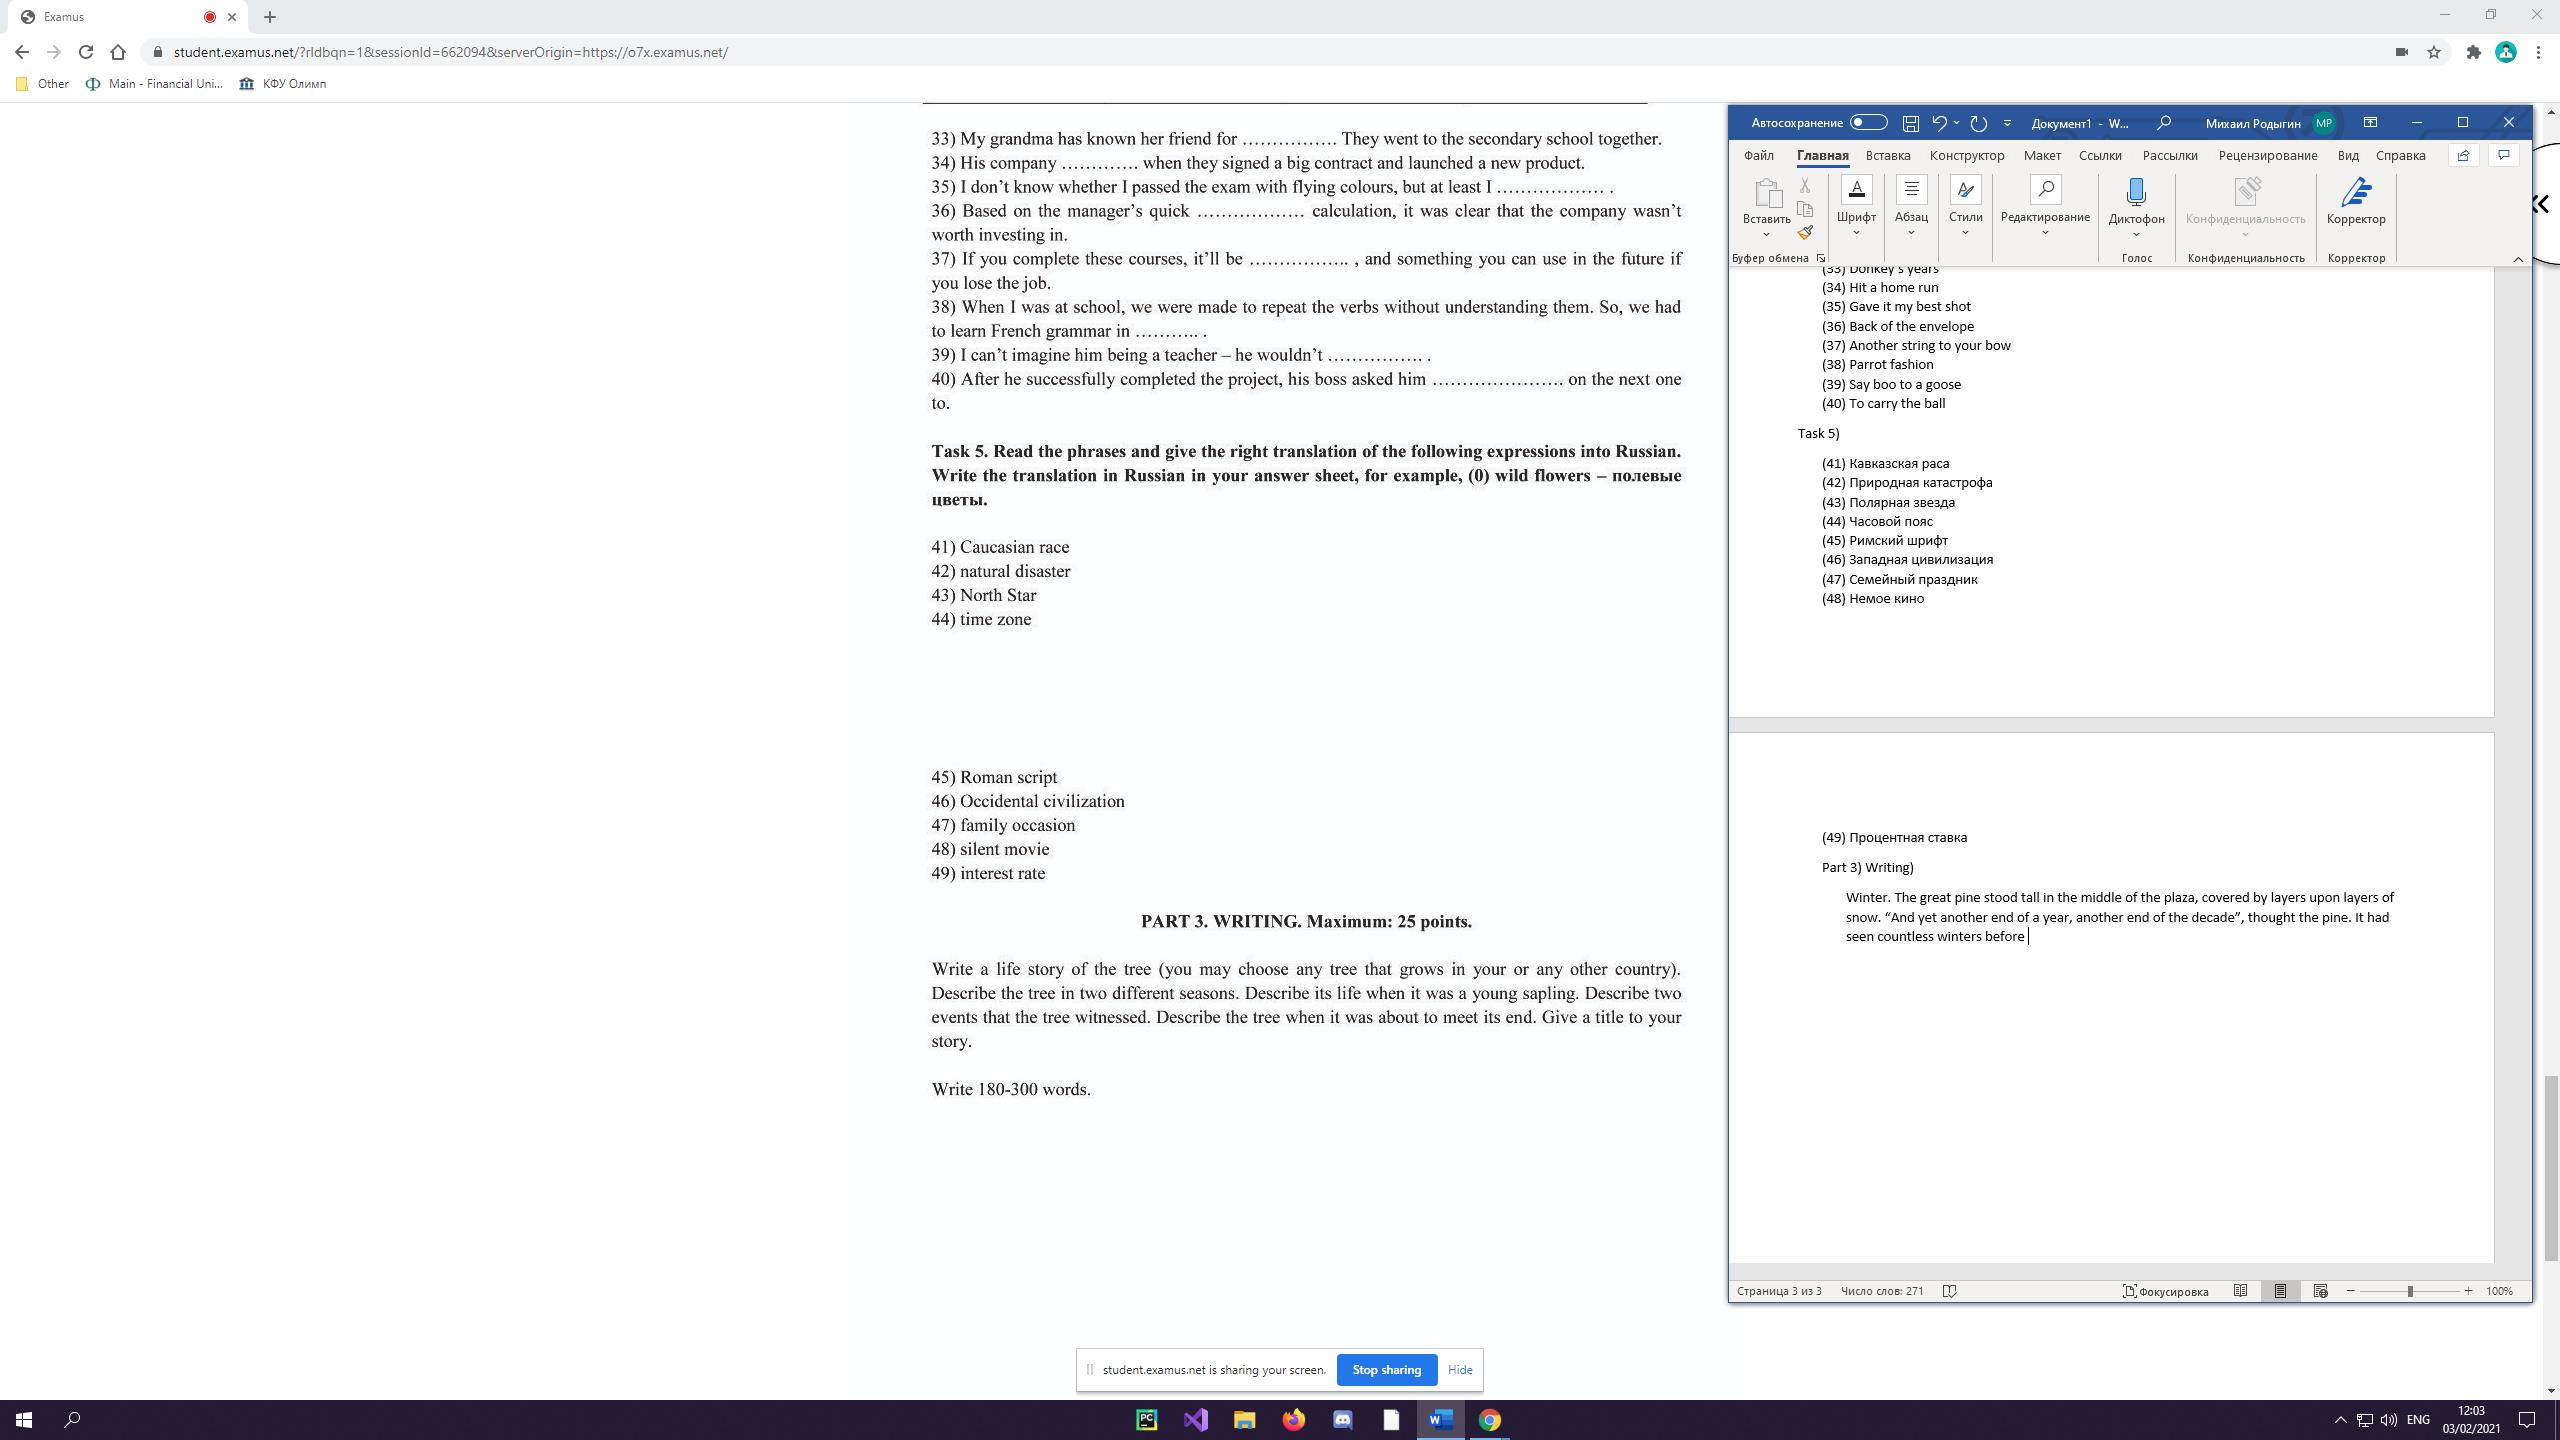 Examus
student.examus.net/?rldbqn=1&sessionId=662094&serverOrigin=https://o7x.examus.net/
Other
Main - Financial Uni...
КФУ Олимп
33) My grandma has known her friend for ……………. They went to the secondary school together.
34) His company …………. when they signed a big contract and launched a new product.
35) I don’t know whether I passed the exam with flying colours, but at least I ……………… .
36) Based on the manager’s quick ……………… calculation, it was clear that the company wasn’t
worth investing in.
37) If you complete these courses, it’ll be …………….. , and something you can use in the future if
you lose the job.
38) When I was at school, we were made to repeat the verbs without understanding them. So, we had
to learn French grammar in ……….. .
39) I can’t imagine him being a teacher – he wouldn’t ……………. .
40) After he successfully completed the project, his boss asked him …………………. on the next one
to.
Task 5. Read the phrases and give the right translation of the following expressions into Russian.
Write the translation in Russian in your answer sheet, for example, (0) wild flowers – полевые
цветы.
41) Caucasian race
42) natural disaster
43) North Star
44) time zone
45) Roman script
46) Occidental civilization
47) family occasion
48) silent movie
49) interest rate
PART 3. WRITING. Maximum: 25 points.
Write a life story of the tree (you may choose any tree that grows in your or any other country).
Describe the tree in two different seasons. Describe its life when it was a young sapling. Describe two
events that the tree witnessed. Describe the tree when it was about to meet its end. Give a title to your
story.
Write 180-300 words.
Автосохранение
Документ1 - W...
Михаил Родыгин
МР
Файл Главная Вставка Конструктор Макет Ссылки Рассылки Рецензирование Вид Справка
Вставить
Шрифт
Абзац
Стили
Редактирование
Диктофон
Конфиденциальность
Корректор
Буфер обмена
Голос
Конфиденциальность
Корректор
(33) Donkey's years
(34) Hit a home run
(35) Gave it my best shot
(36) Back of the envelope
(37) Another string to your bow
(38) Parrot fashion
(39) Say boo to a goose
(40) To carry the ball
Task 5)
(41) Кавказская раса
(42) Природная катастрофа
(43) Полярная звезда
(44) Часовой пояс
(45) Римский шрифт
(46) Западная цивилизация
(47) Семейный праздник
(48) Немое кино
(49) Процентная ставка
Part 3) Writing)
Winter. The great pine stood tall in the middle of the plaza, covered by layers upon layers of
snow. “And yet another end of a year, another end of the decade”, thought the pine. It had
seen countless winters before
Страница 3 из 3
Число слов: 271
Фокусировка
100%
student.examus.net is sharing your screen.
Stop sharing
Hide
PC
W
ENG
12:03
03/02/2021